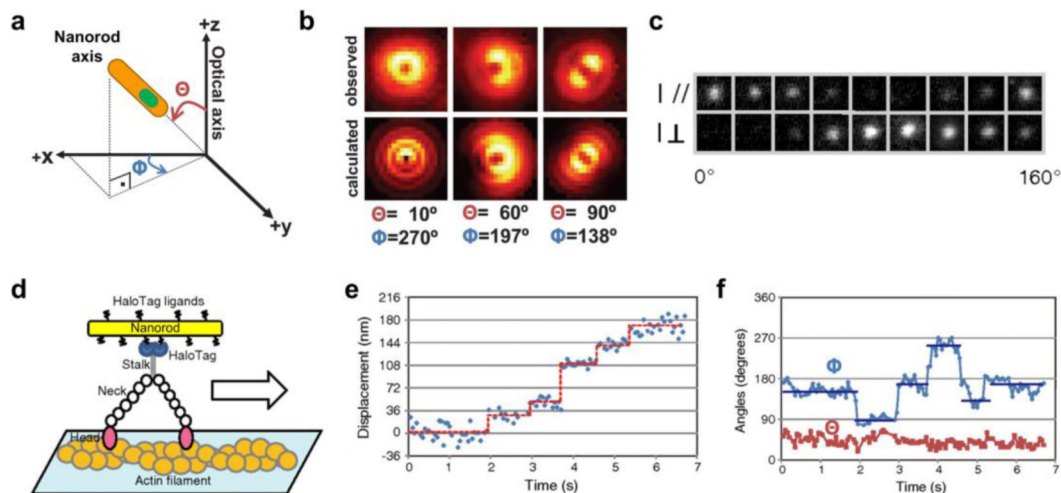 a
+z
Nanorod
axis
Θ
Optical axis
+x
Φ
+y
b
observed
calculated
Θ= 10º
Φ=270º
Θ= 60º
Φ=197º
Θ= 90º
Φ=138º
c
I //
I ⊥
0°
160°
d
HaloTag ligands
Nanorod
HaloTag
Stalk
Neck
Head
Actin filament
e
Displacement (nm)
216
180
144
108
72
36
0
-36
0 1 2 3 4 5 6 7
Time (s)
f
Angles (degrees)
360
270
180
90
0
Φ
Θ
0 1 2 3 4 5 6 7
Time (s)